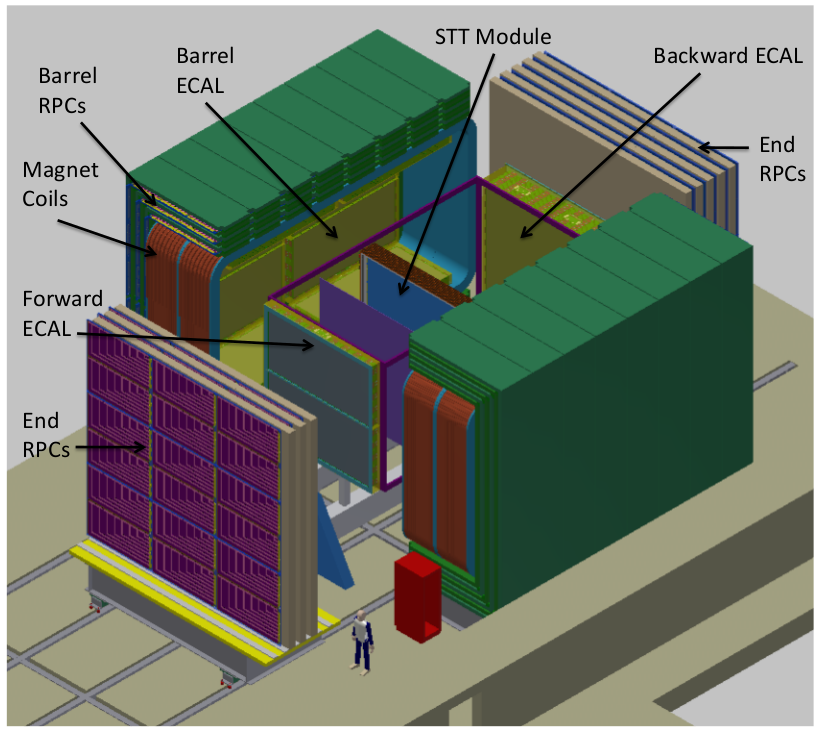 STT Module
Barrel
ECAL
Backward ECAL
Barrel
RPCs
End
RPCs
Magnet
Coils
Forward
ECAL
End
RPCs